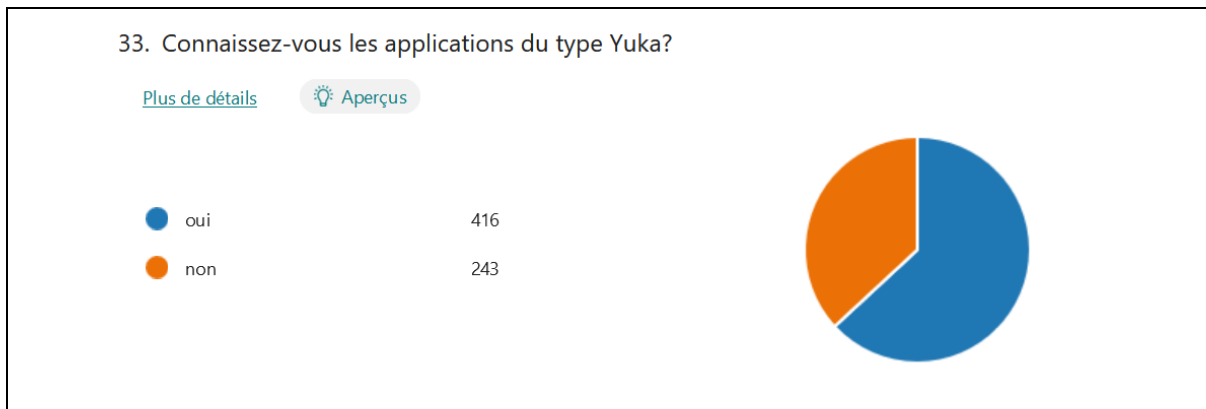 33. Connaissez-vous les applications du type Yuka?
Plus de détails Aperçus
oui 416
non 243